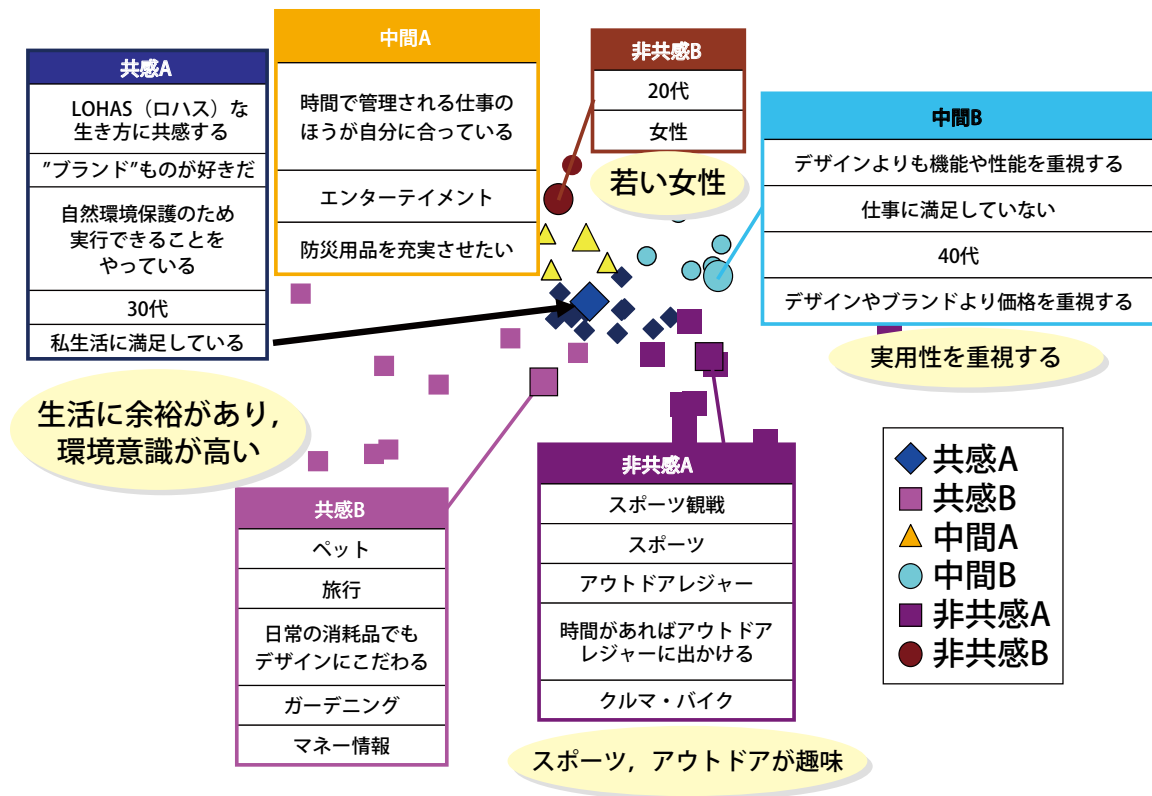 共感A
LOHAS（ロハス）な
生き方に共感する
”ブランド”ものが好きだ
自然環境保護のため
実行できることを
やっている
30代
私生活に満足している
生活に余裕があり，
環境意識が高い
中間A
時間で管理される仕事の
ほうが自分に合っている
エンターテイメント
防災用品を充実させたい
非共感B
20代
女性
若い女性
中間B
デザインよりも機能や性能を重視する
仕事に満足していない
40代
デザインやブランドより価格を重視する
実用性を重視する
共感B
ペット
旅行
日常の消耗品でも
デザインにこだわる
ガーデニング
マネー情報
非共感A
スポーツ観戦
スポーツ
アウトドアレジャー
時間があればアウトドア
レジャーに出かける
クルマ・バイク
スポーツ，アウトドアが趣味
共感A
共感B
中間A
中間B
非共感A
非共感B